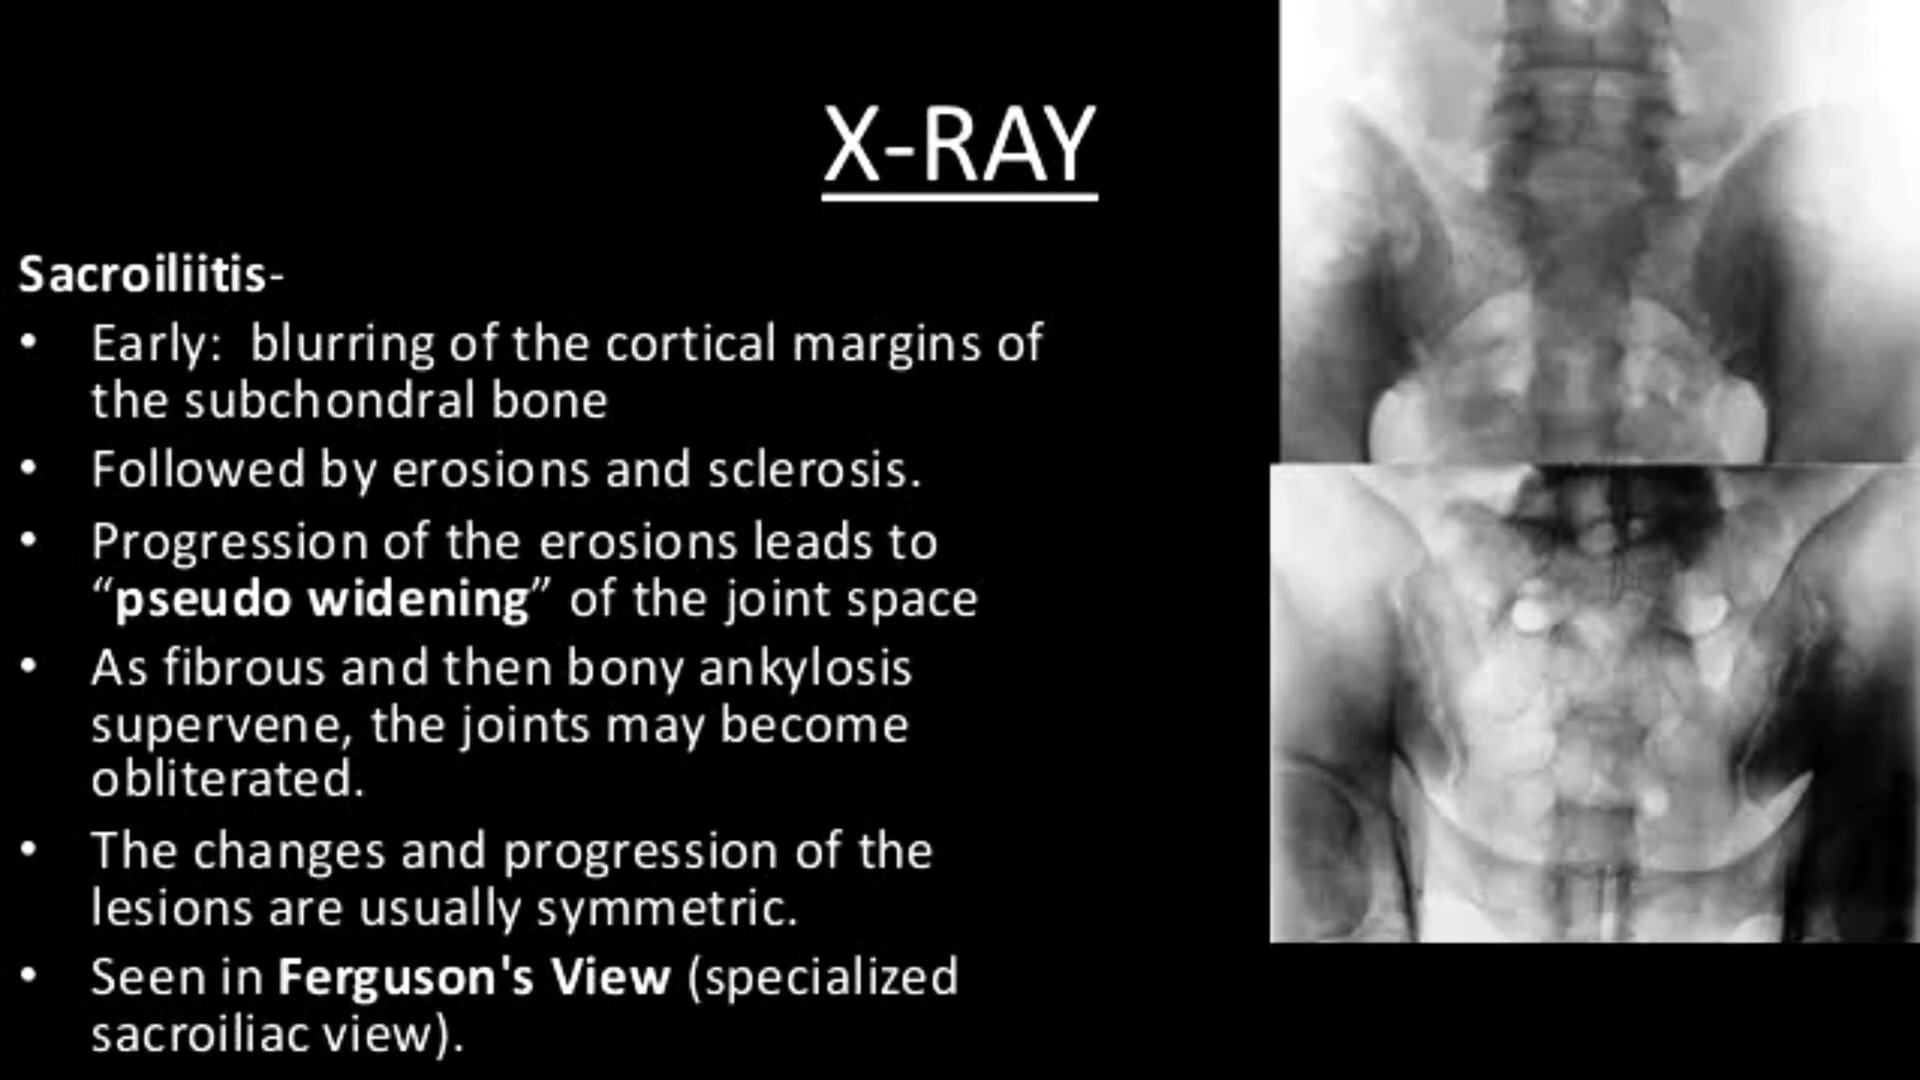 X-RAY
Sacroiliitis-
• Early: blurring of the cortical margins of
the subchondral bone
• Followed by erosions and sclerosis.
• Progression of the erosions leads to
“pseudo widening” of the joint space
• As fibrous and then bony ankylosis
supervene, the joints may become
obliterated.
• The changes and progression of the
lesions are usually symmetric.
• Seen in Ferguson's View (specialized
sacroiliac view).